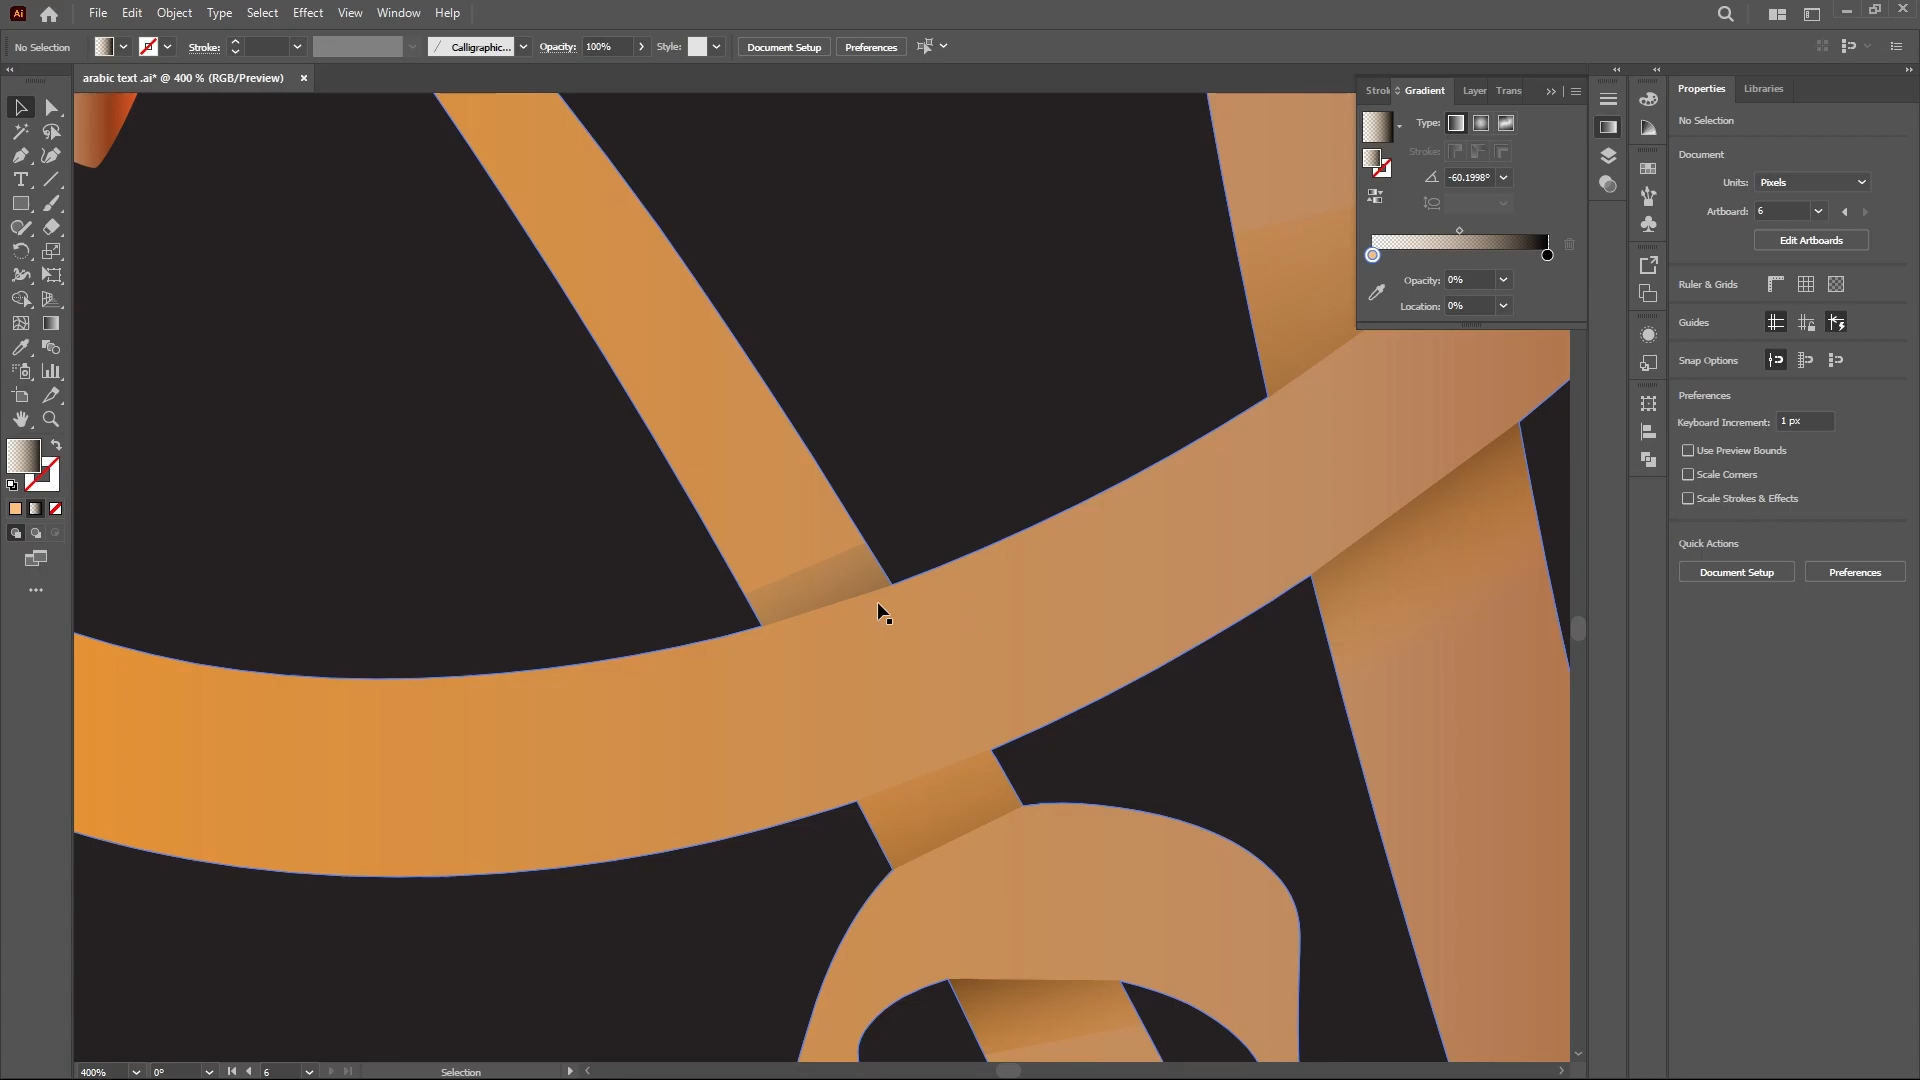 Ai File Edit Object Type Select Effect View Window Help
No Selection Stroke: Calligraphic... Opacity: 100% Style: Document Setup Preferences
arabic text .ai* @ 400 % (RGB/Preview)
Strok Gradient Layer Trans
Type:
Stroke:
-60.1998°
Opacity: 0%
Location: 0%
Properties Libraries
No Selection
Document
Units: Pixels
Artboard: 6
Edit Artboards
Ruler & Grids
Guides
Snap Options
Preferences
Keyboard Increment: 1 px
Use Preview Bounds
Scale Corners
Scale Strokes & Effects
Quick Actions
Document Setup Preferences
400% 0° 6 Selection